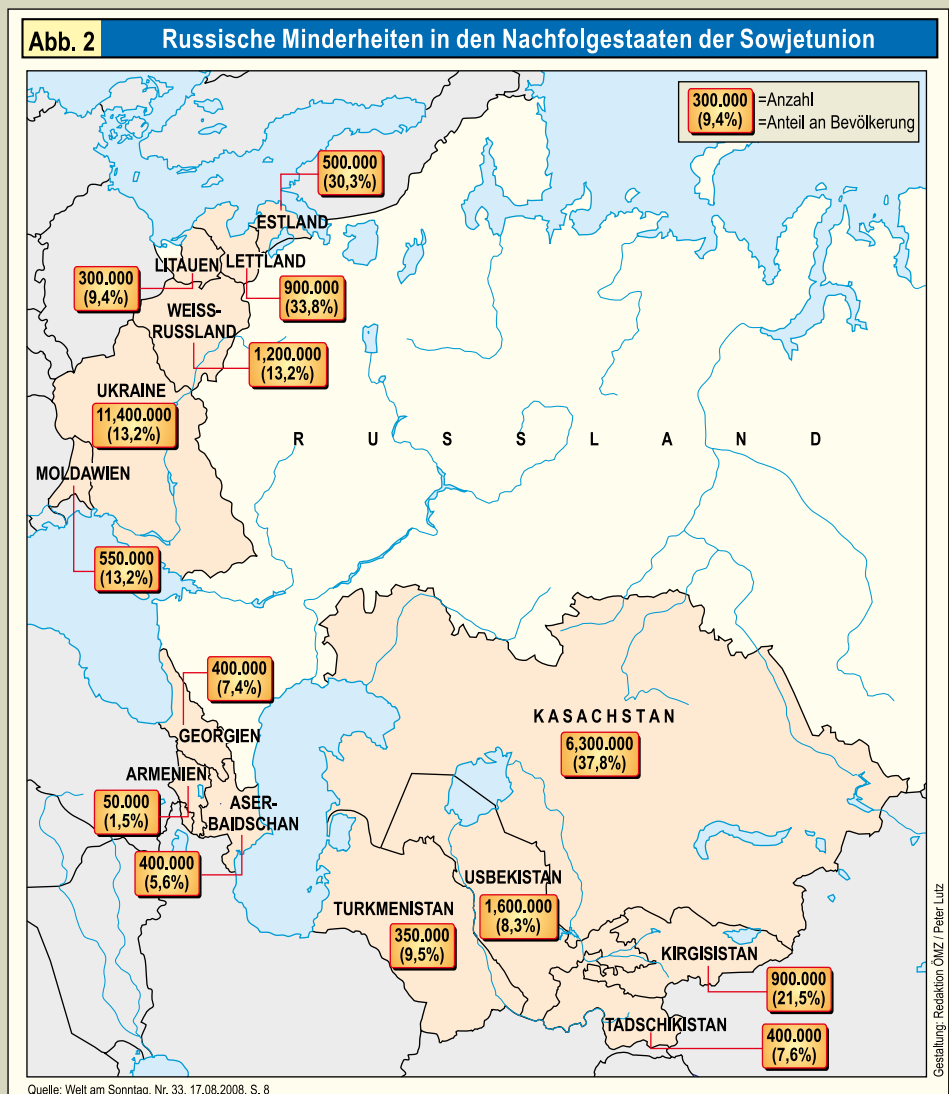 Abb. 2
Russische Minderheiten in den Nachfolgestaaten der Sowjetunion
300.000
(9,4%)
=Anzahl
=Anteil an Bevölkerung
500.000
(30,3%)
ESTLAND
LETTLAND
LITAUEN
300.000
(9,4%)
900.000
(33,8%)
WEISS-
RUSSLAND
1,200.000
(13,2%)
UKRAINE
11,400.000
(13,2%)
RUSSLAND
MOLDAWIEN
550.000
(13,2%)
400.000
(7,4%)
GEORGIEN
KASACHSTAN
6,300.000
(37,8%)
ARMENIEN
50.000
(1,5%)
ASER-
BAIDSCHAN
400.000
(5,6%)
USBEKISTAN
1,600.000
(8,3%)
TURKMENISTAN
350.000
(9,5%)
KIRGISISTAN
900.000
(21,5%)
TADSCHIKISTAN
400.000
(7,6%)
Gestaltung: Redaktion ÖMZ / Peter Lutz
Quelle: Welt am Sonntag, Nr. 33, 17.08.2008, S. 8